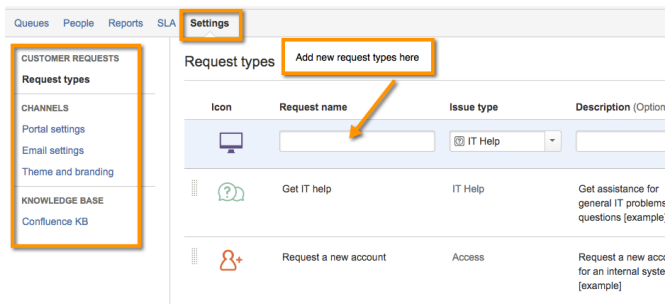 Queues People Reports SLA Settings
CUSTOMER REQUESTS
Request types
CHANNELS
Portal settings
Email settings
Theme and branding
KNOWLEDGE BASE
Confluence KB
Request types
Add new request types here
Icon Request name Issue type Description (Option
IT Help
Get IT help IT Help Get assistance for
general IT problems
questions [example]
Request a new account Access Request a new acco
for an internal syste
[example]